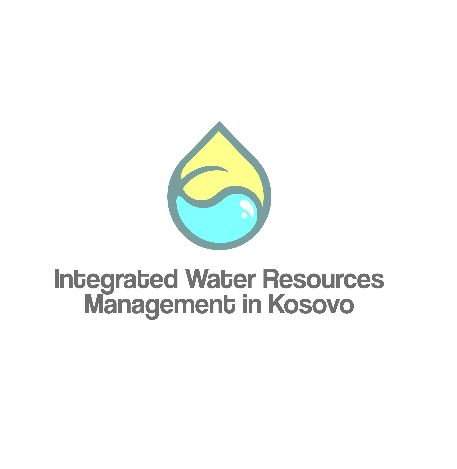 Integrated Water Resources
Management in Kosovo